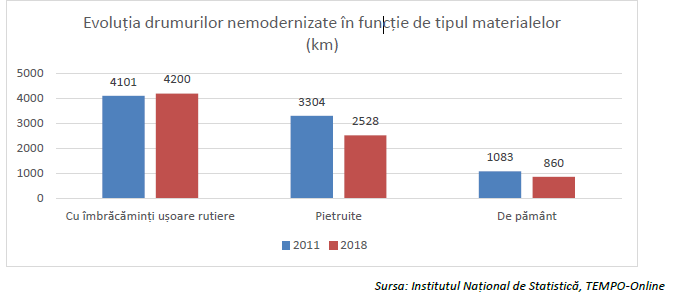 Evoluția drumurilor nemodernizate în funcție de tipul materialelor
(km)
5000
4000
3000
2000
1000
0
4101
4200
3304
2528
1083
860
Cu îmbrăcăminți ușoare rutiere
Pietruite
De pământ
2011
2018
Sursa: Institutul Național de Statistică, TEMPO-Online